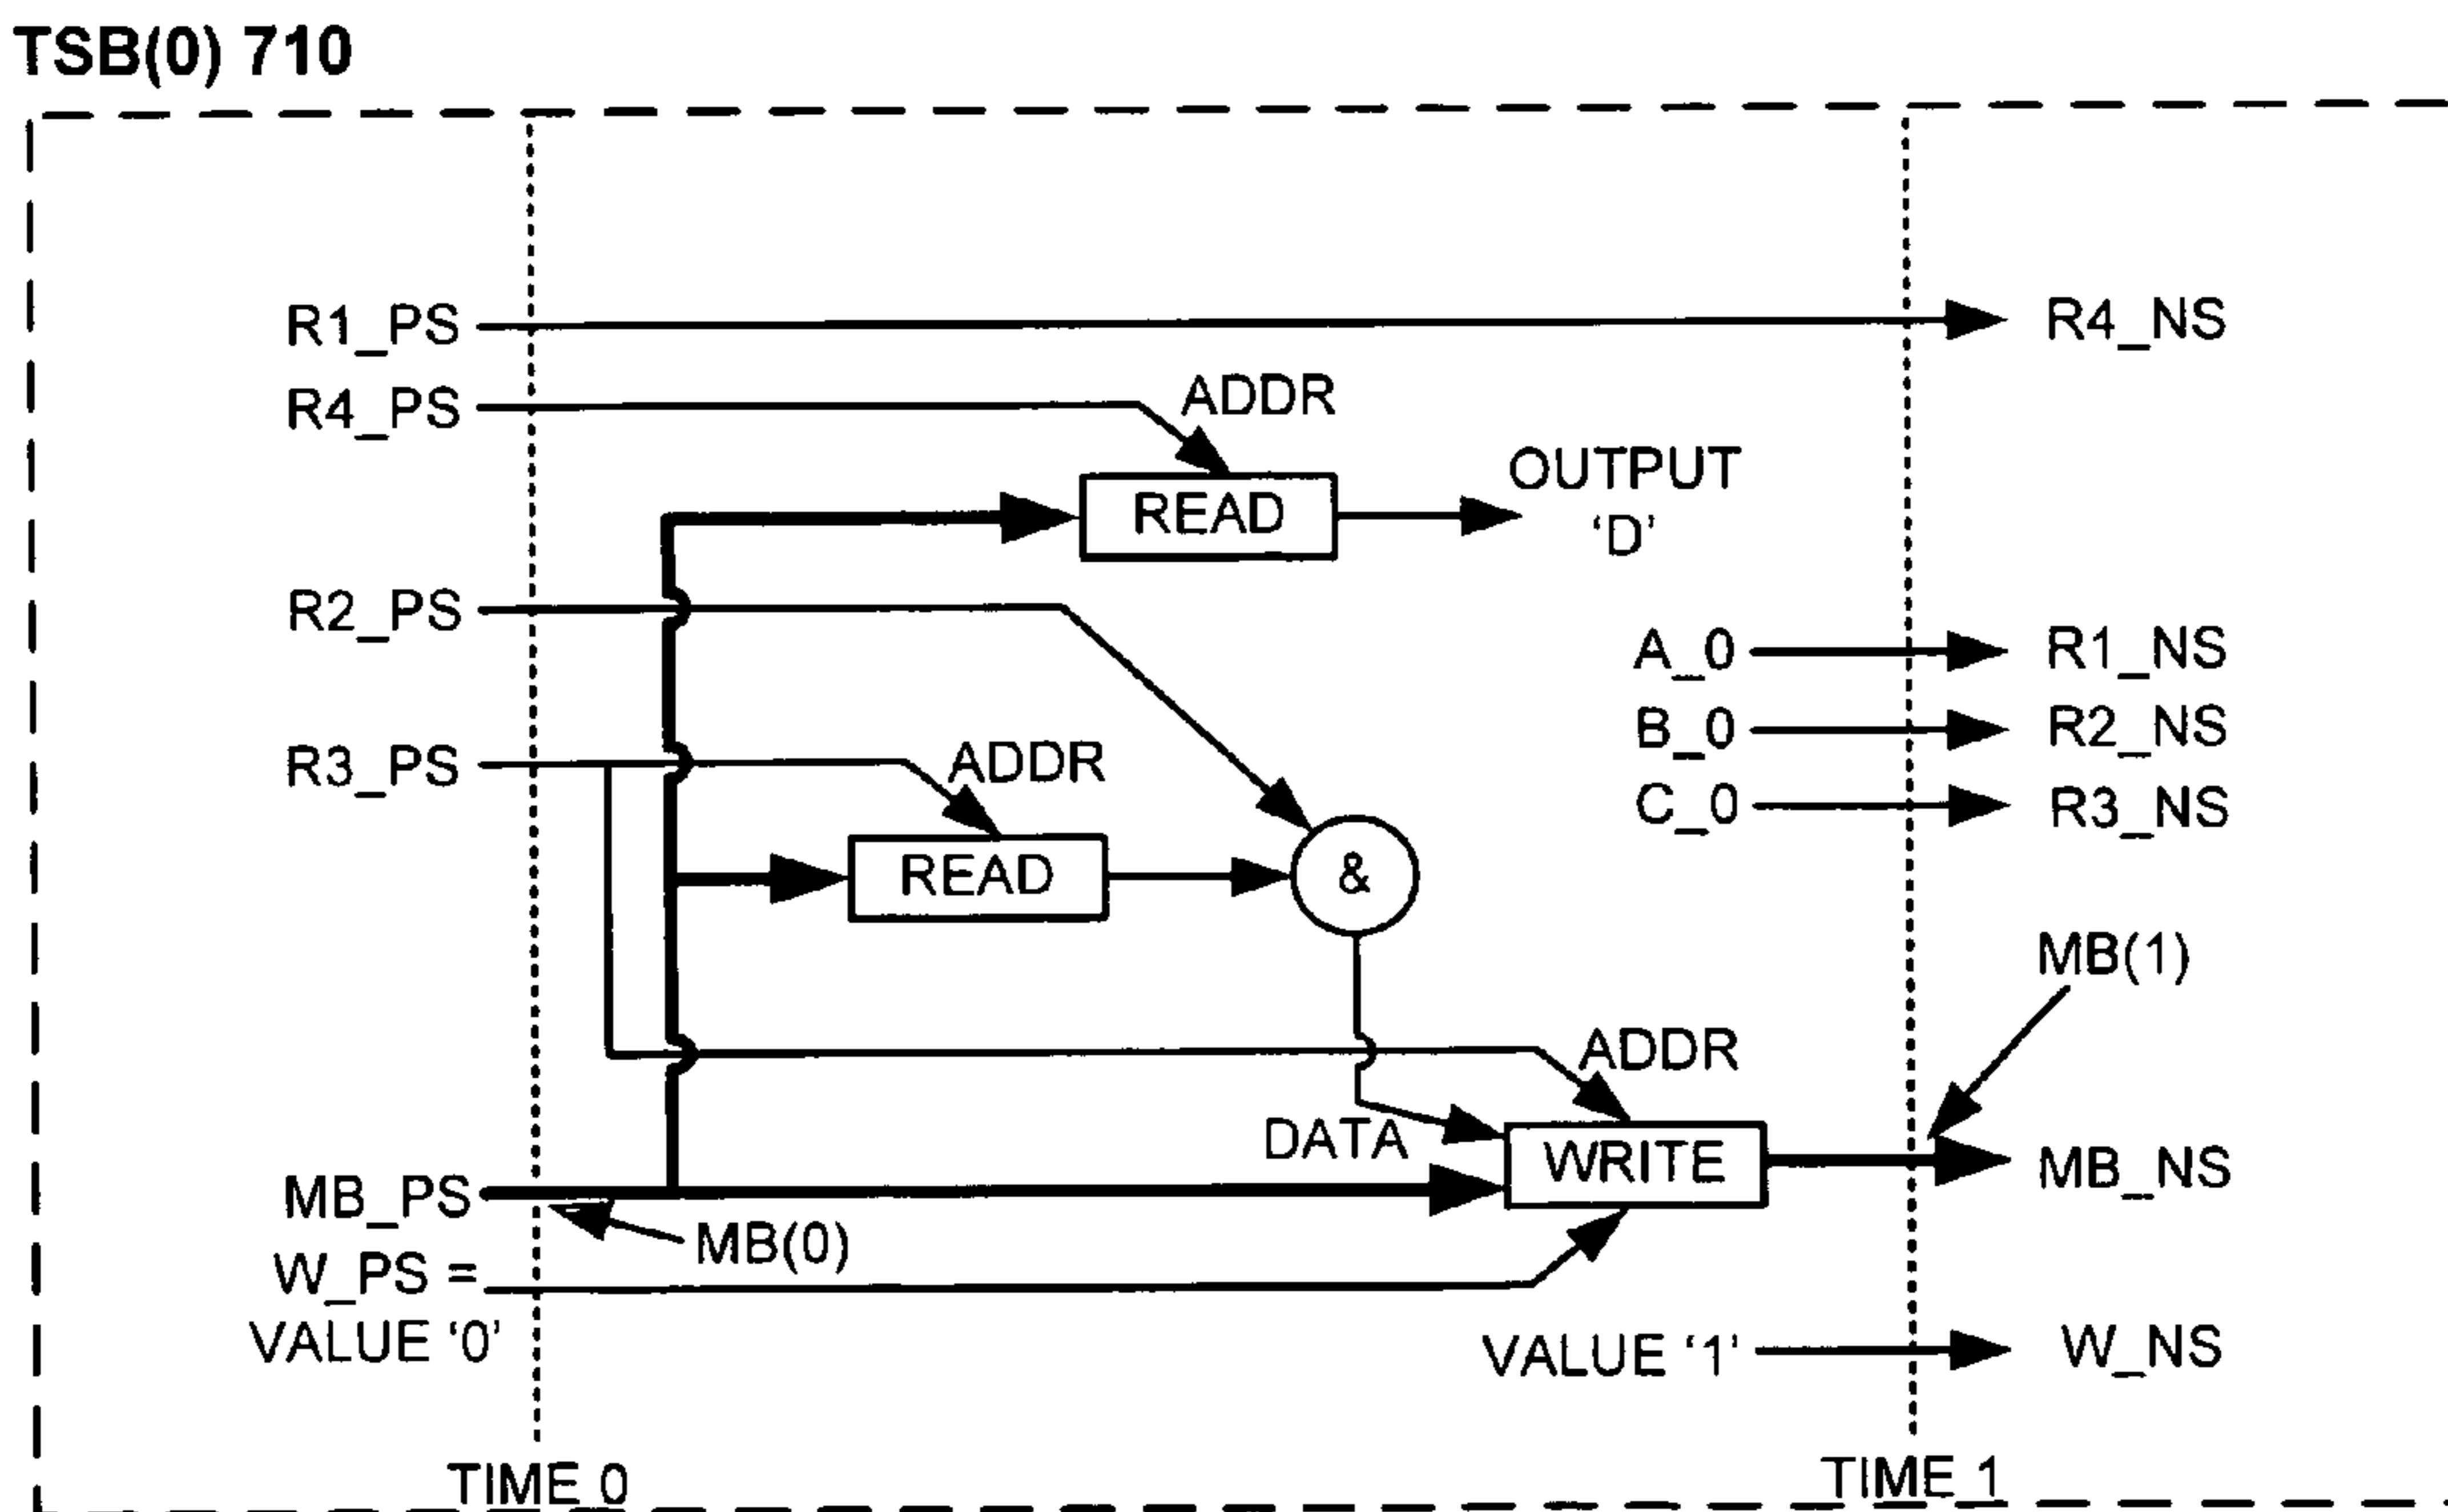 TSB(0) 710
R1_PS
R4_NS
R4_PS
ADDR
READ
OUTPUT
‘D’
R2_PS
A_0
R1_NS
B_0
R2_NS
R3_PS
ADDR
C_0
R3_NS
READ
&
MB(1)
ADDR
DATA
WRITE
MB_PS
MB_NS
MB(0)
W_PS =
VALUE ‘0’
VALUE ‘1’
W_NS
TIME 0
TIME 1